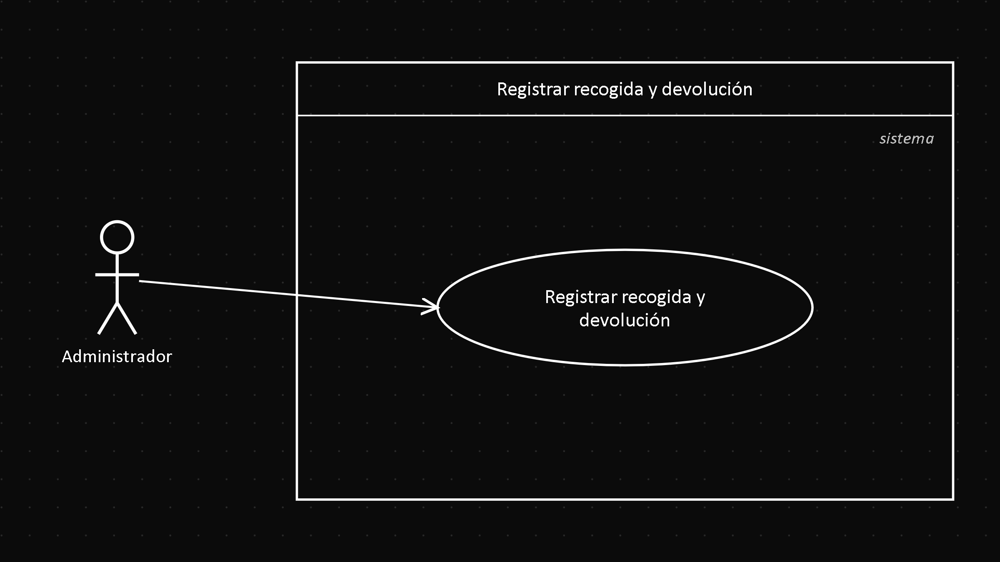 Registrar recogida y devolución
sistema
Registrar recogida y
devolución
Administrador